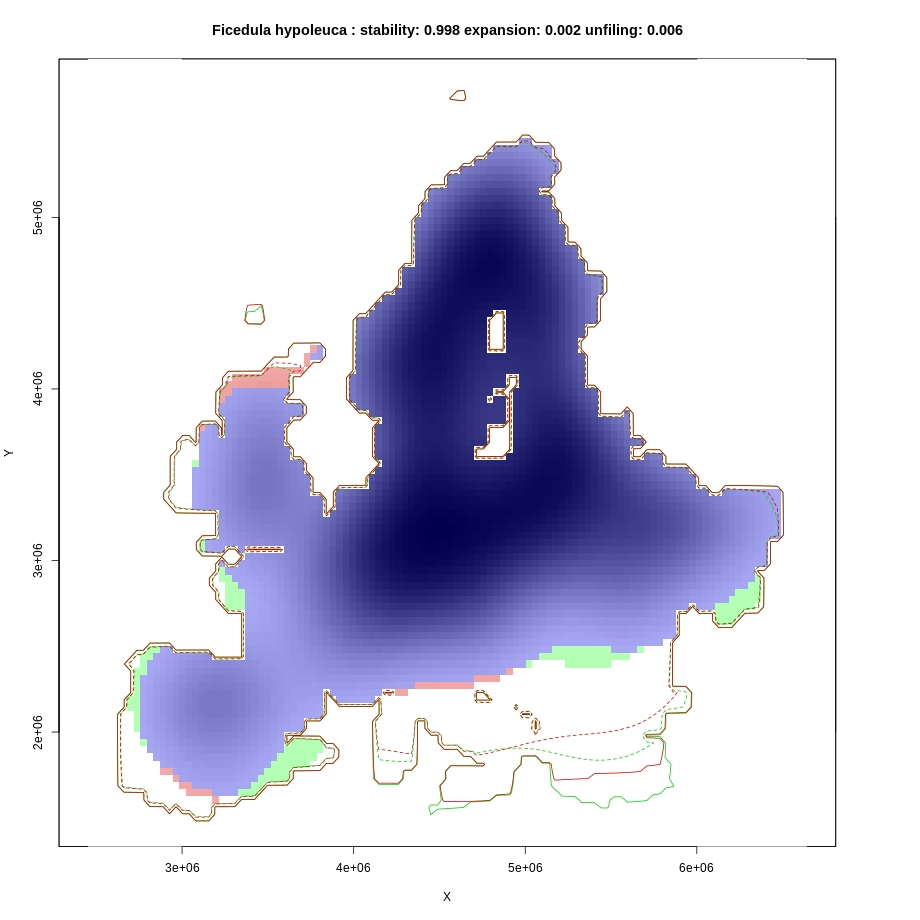 Ficedula hypoleuca : stability: 0.998 expansion: 0.002 unfiling: 0.006
5e+06
4e+06
Y
3e+06
2e+06
3e+06 4e+06 5e+06 6e+06
X